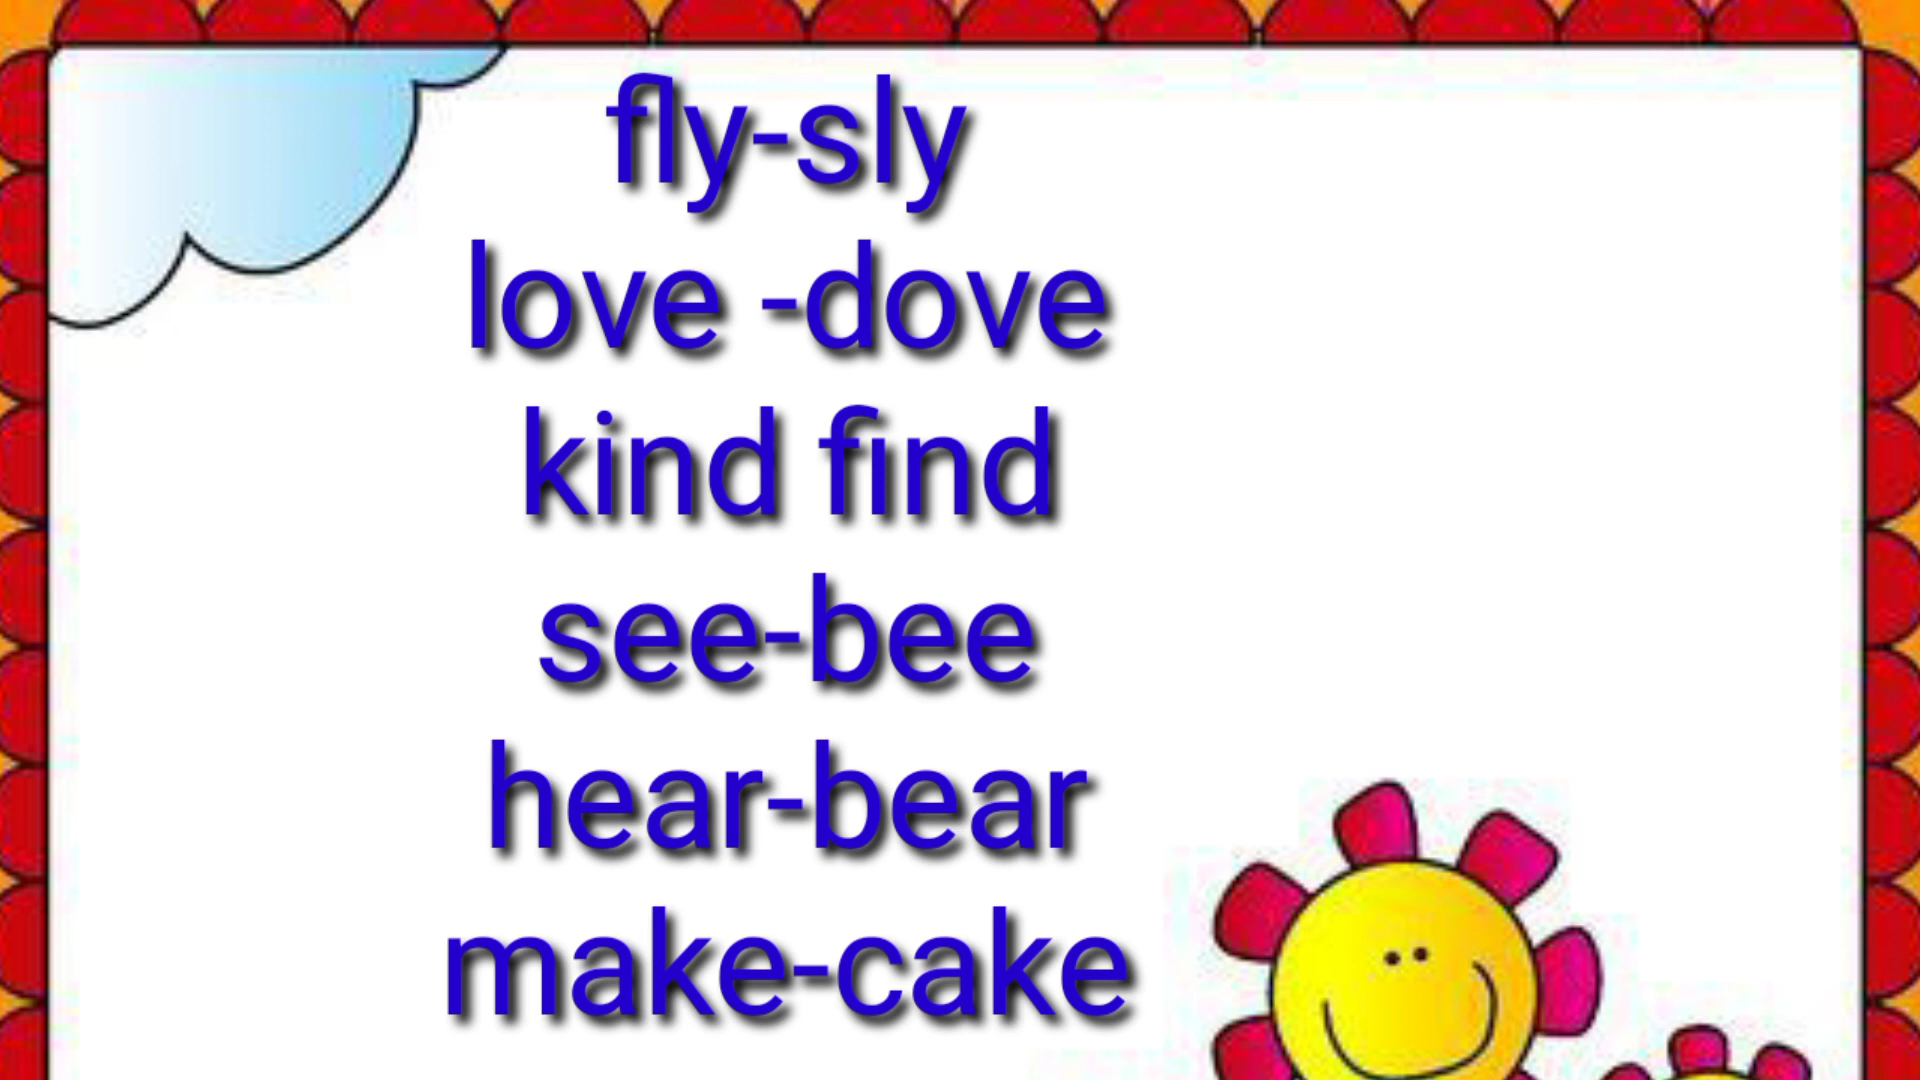 fly-sly
love -dove
kind find
see-bee
hear-bear
make-cake